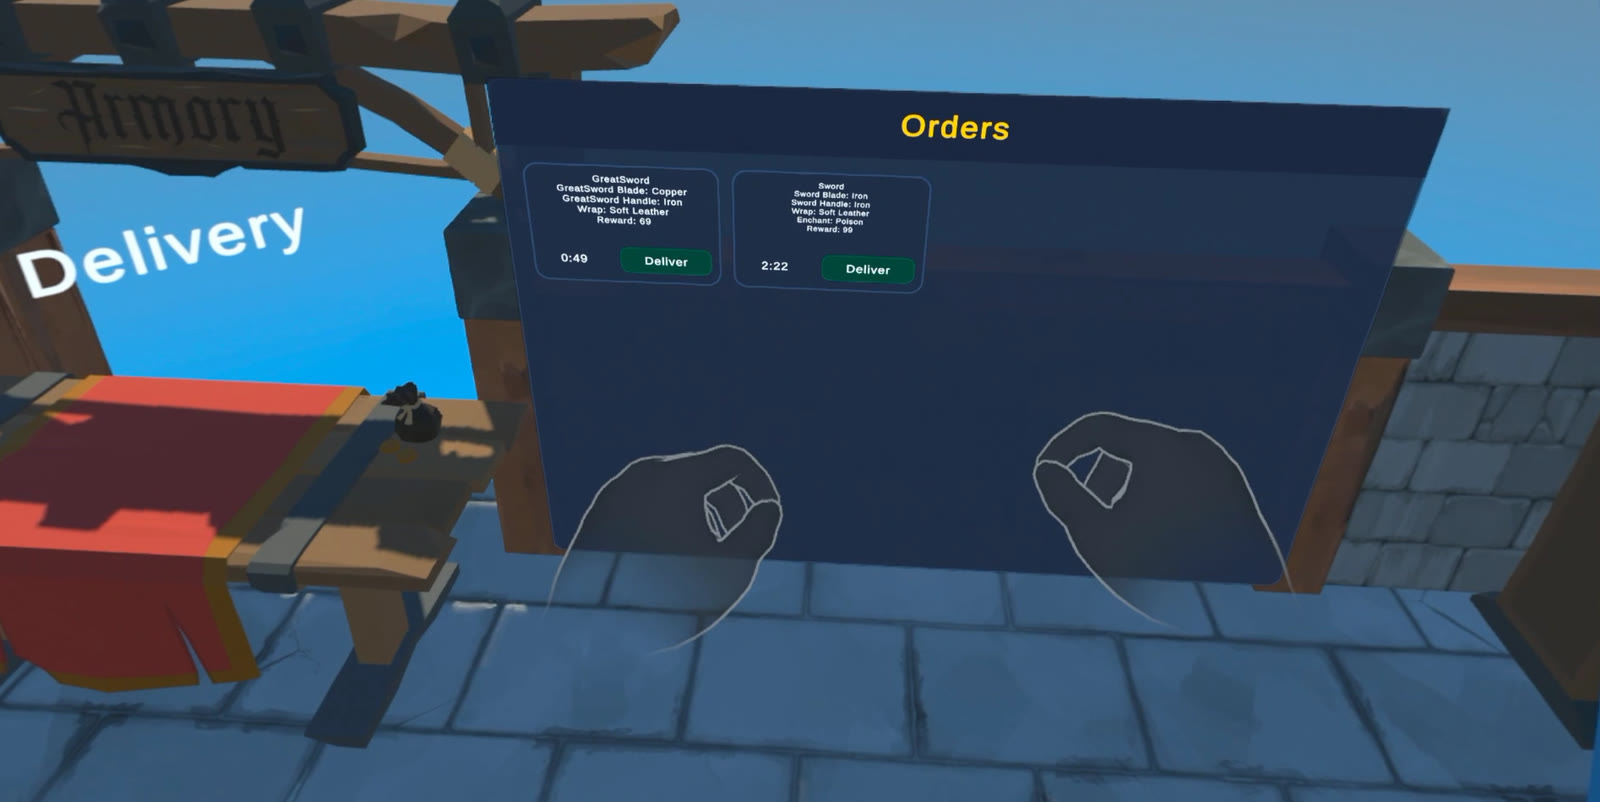 Armory
Delivery
Orders
GreatSword
GreatSword Blade: Copper
GreatSword Handle: Iron
Wrap: Soft Leather
Reward: 69
0:49
Deliver
Sword
Sword Blade: Iron
Sword Handle: Iron
Wrap: Soft Leather
Enchant: Poison
Reward: 99
2:22
Deliver